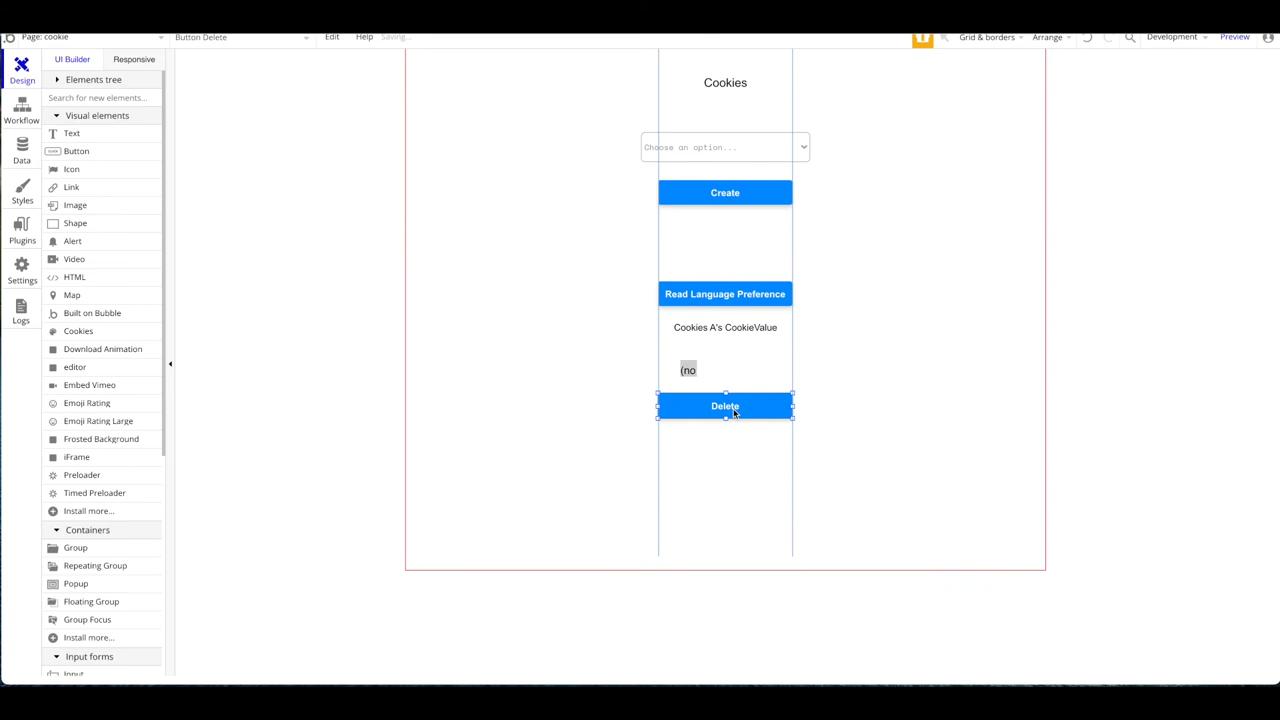 Page: cookie
Button Delete
Edit
Help
Saving...
Grid & borders
Arrange
Development
Preview
Design
Workflow
Data
Styles
Plugins
Settings
Logs
UI Builder
Responsive
Elements tree
Search for new elements...
Visual elements
Text
Button
Icon
Link
Image
Shape
Alert
Video
HTML
Map
Built on Bubble
Cookies
Download Animation
editor
Embed Vimeo
Emoji Rating
Emoji Rating Large
Frosted Background
iFrame
Preloader
Timed Preloader
Install more...
Containers
Group
Repeating Group
Popup
Floating Group
Group Focus
Install more...
Input forms
Input
Cookies
Choose an option...
Create
Read Language Preference
Cookies A's CookieValue
(no
Delete